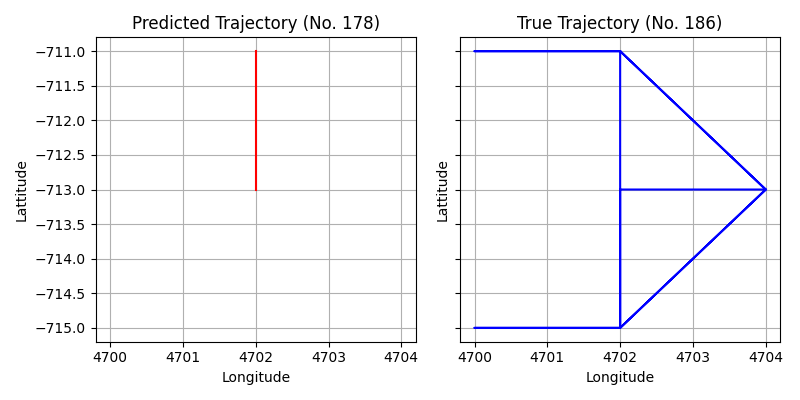 Predicted Trajectory (No. 178)
True Trajectory (No. 186)
−711.0
−711.5
−712.0
−712.5
−713.0
−713.5
−714.0
−714.5
−715.0
Lattitude
Lattitude
4700 4701 4702 4703 4704
4700 4701 4702 4703 4704
Longitude
Longitude